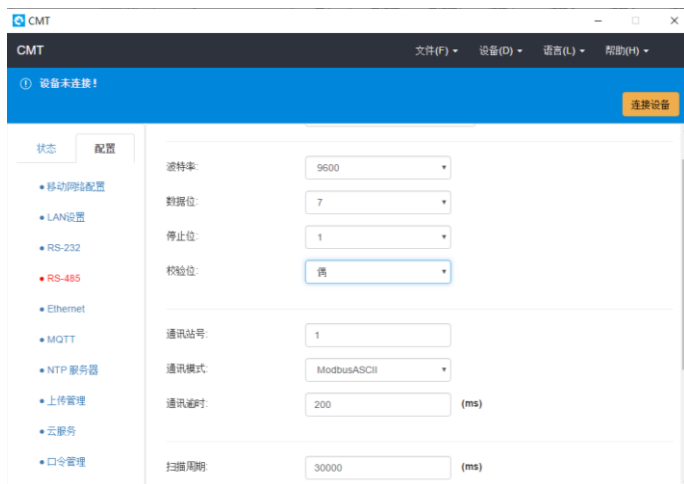 CMT
CMT 文件(F) 设备(D) 语言(L) 帮助(H)
设备未连接！
连接设备
状态 配置
移动网络配置
LAN设置
RS-232
RS-485
Ethernet
MQTT
NTP 服务器
上传管理
云服务
口令管理
波特率: 9600
数据位: 7
停止位: 1
校验位: 偶
通讯站号: 1
通讯模式: ModbusASCII
通讯逾时: 200 (ms)
扫描周期: 30000 (ms)